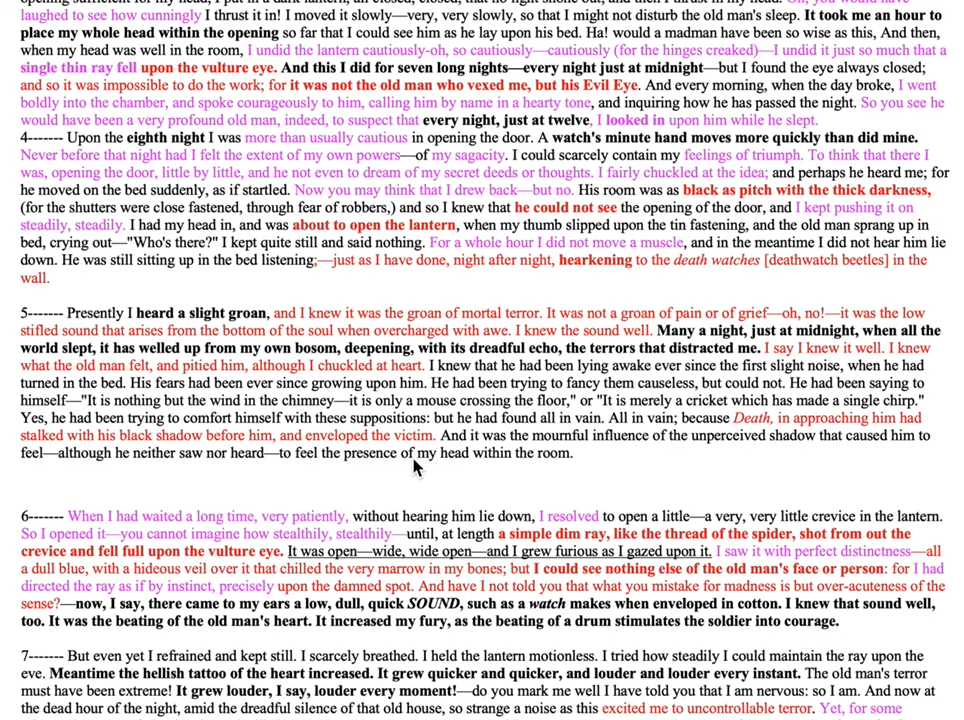 laughed to see how cunningly I thrust it in! I moved it slowly—very, very slowly, so that I might not disturb the old man's sleep. It took me an hour to
place my whole head within the opening so far that I could see him as he lay upon his bed. Ha! would a madman have been so wise as this, And then,
when my head was well in the room, I undid the lantern cautiously-oh, so cautiously—cautiously (for the hinges creaked)—I undid it just so much that a
single thin ray fell upon the vulture eye. And this I did for seven long nights—every night just at midnight—but I found the eye always closed;
and so it was impossible to do the work; for it was not the old man who vexed me, but his Evil Eye. And every morning, when the day broke, I went
boldly into the chamber, and spoke courageously to him, calling him by name in a hearty tone, and inquiring how he has passed the night. So you see he
would have been a very profound old man, indeed, to suspect that every night, just at twelve, I looked in upon him while he slept.
4------- Upon the eighth night I was more than usually cautious in opening the door. A watch's minute hand moves more quickly than did mine.
Never before that night had I felt the extent of my own powers—of my sagacity. I could scarcely contain my feelings of triumph. To think that there I
was, opening the door, little by little, and he not even to dream of my secret deeds or thoughts. I fairly chuckled at the idea; and perhaps he heard me; for
he moved on the bed suddenly, as if startled. Now you may think that I drew back—but no. His room was as black as pitch with the thick darkness,
(for the shutters were close fastened, through fear of robbers,) and so I knew that he could not see the opening of the door, and I kept pushing it on
steadily, steadily. I had my head in, and was about to open the lantern, when my thumb slipped upon the tin fastening, and the old man sprang up in
bed, crying out—"Who's there?" I kept quite still and said nothing. For a whole hour I did not move a muscle, and in the meantime I did not hear him lie
down. He was still sitting up in the bed listening;—just as I have done, night after night, hearkening to the death watches [deathwatch beetles] in the
wall.
5------- Presently I heard a slight groan, and I knew it was the groan of mortal terror. It was not a groan of pain or of grief—oh, no!—it was the low
stifled sound that arises from the bottom of the soul when overcharged with awe. I knew the sound well. Many a night, just at midnight, when all the
world slept, it has welled up from my own bosom, deepening, with its dreadful echo, the terrors that distracted me. I say I knew it well. I knew
what the old man felt, and pitied him, although I chuckled at heart. I knew that he had been lying awake ever since the first slight noise, when he had
turned in the bed. His fears had been ever since growing upon him. He had been trying to fancy them causeless, but could not. He had been saying to
himself—"It is nothing but the wind in the chimney—it is only a mouse crossing the floor," or "It is merely a cricket which has made a single chirp."
Yes, he had been trying to comfort himself with these suppositions: but he had found all in vain. All in vain; because Death, in approaching him had
stalked with his black shadow before him, and enveloped the victim. And it was the mournful influence of the unperceived shadow that caused him to
feel—although he neither saw nor heard—to feel the presence of my head within the room.
6------- When I had waited a long time, very patiently, without hearing him lie down, I resolved to open a little—a very, very little crevice in the lantern.
So I opened it—you cannot imagine how stealthily, stealthily—until, at length a simple dim ray, like the thread of the spider, shot from out the
crevice and fell full upon the vulture eye. It was open—wide, wide open—and I grew furious as I gazed upon it. I saw it with perfect distinctness—all
a dull blue, with a hideous veil over it that chilled the very marrow in my bones; but I could see nothing else of the old man's face or person: for I had
directed the ray as if by instinct, precisely upon the damned spot. And have I not told you that what you mistake for madness is but over-acuteness of the
sense?—now, I say, there came to my ears a low, dull, quick SOUND, such as a watch makes when enveloped in cotton. I knew that sound well,
too. It was the beating of the old man's heart. It increased my fury, as the beating of a drum stimulates the soldier into courage.
7------- But even yet I refrained and kept still. I scarcely breathed. I held the lantern motionless. I tried how steadily I could maintain the ray upon the
eve. Meantime the hellish tattoo of the heart increased. It grew quicker and quicker, and louder and louder every instant. The old man's terror
must have been extreme! It grew louder, I say, louder every moment!—do you mark me well I have told you that I am nervous: so I am. And now at
the dead hour of the night, amid the dreadful silence of that old house, so strange a noise as this excited me to uncontrollable terror. Yet, for some